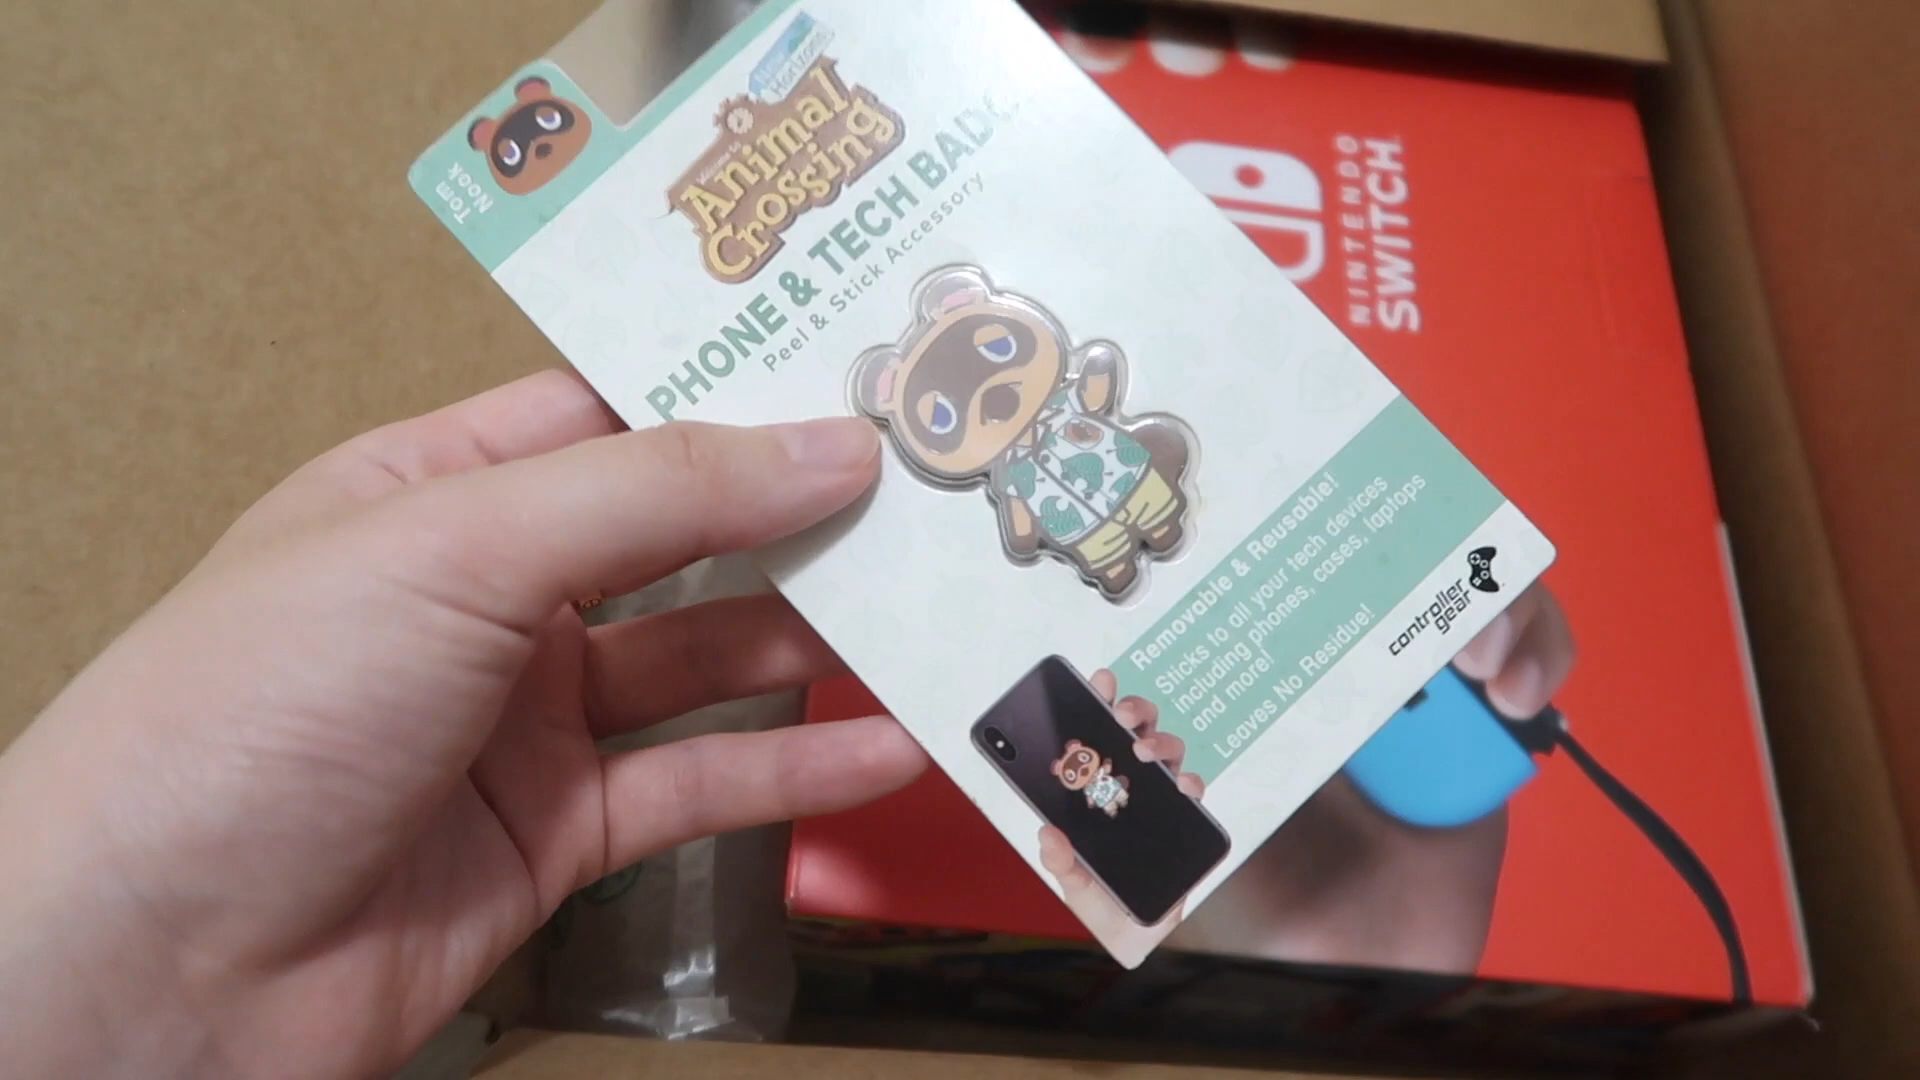 Tom
Nook
New
Horizons
Welcome to
Animal
Crossing
PHONE & TECH
Peel & Stick Accessory
Removable & Reusable!
Sticks to all your tech devices
including phones, cases, laptops
and more!
Leaves No Residue!
controller
gear
NINTENDO
SWITCH